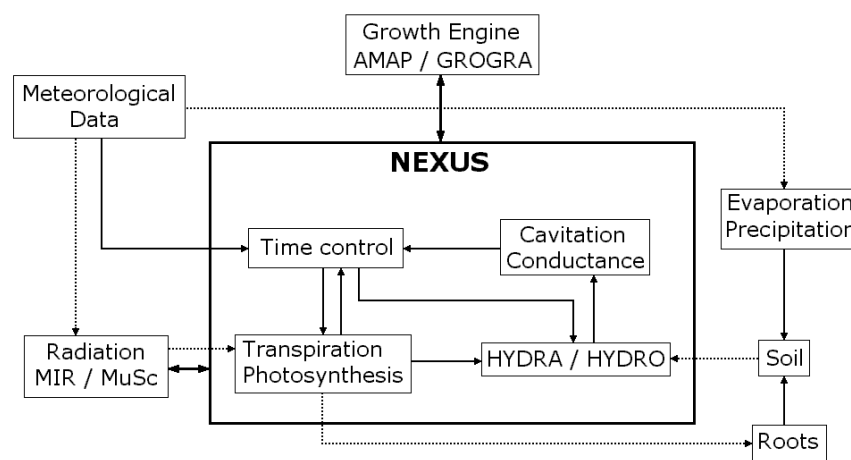 Growth Engine
AMAP / GROGRA
Meteorological
Data
NEXUS
Evaporation
Precipitation
Time control
Cavitation
Conductance
Radiation
MIR / MuSc
Transpiration
Photosynthesis
HYDRA / HYDRO
Soil
Roots